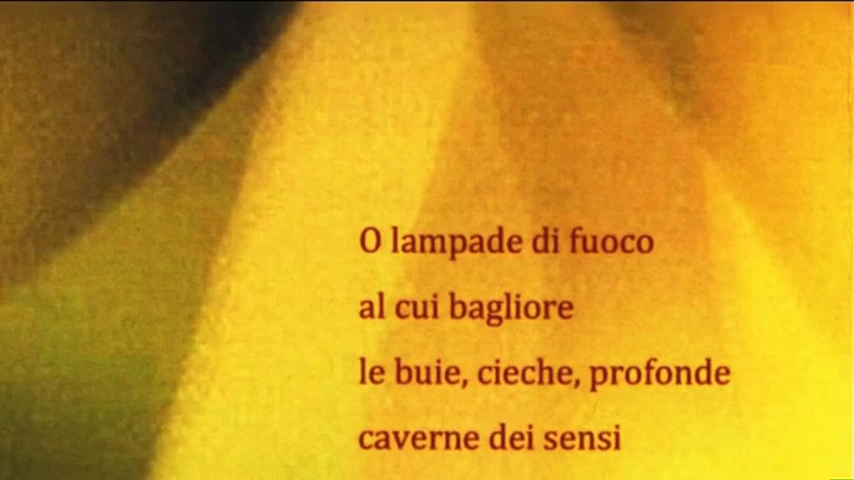 O lampade di fuoco
al cui bagliore
le buie, cieche, profonde
caverne dei sensi